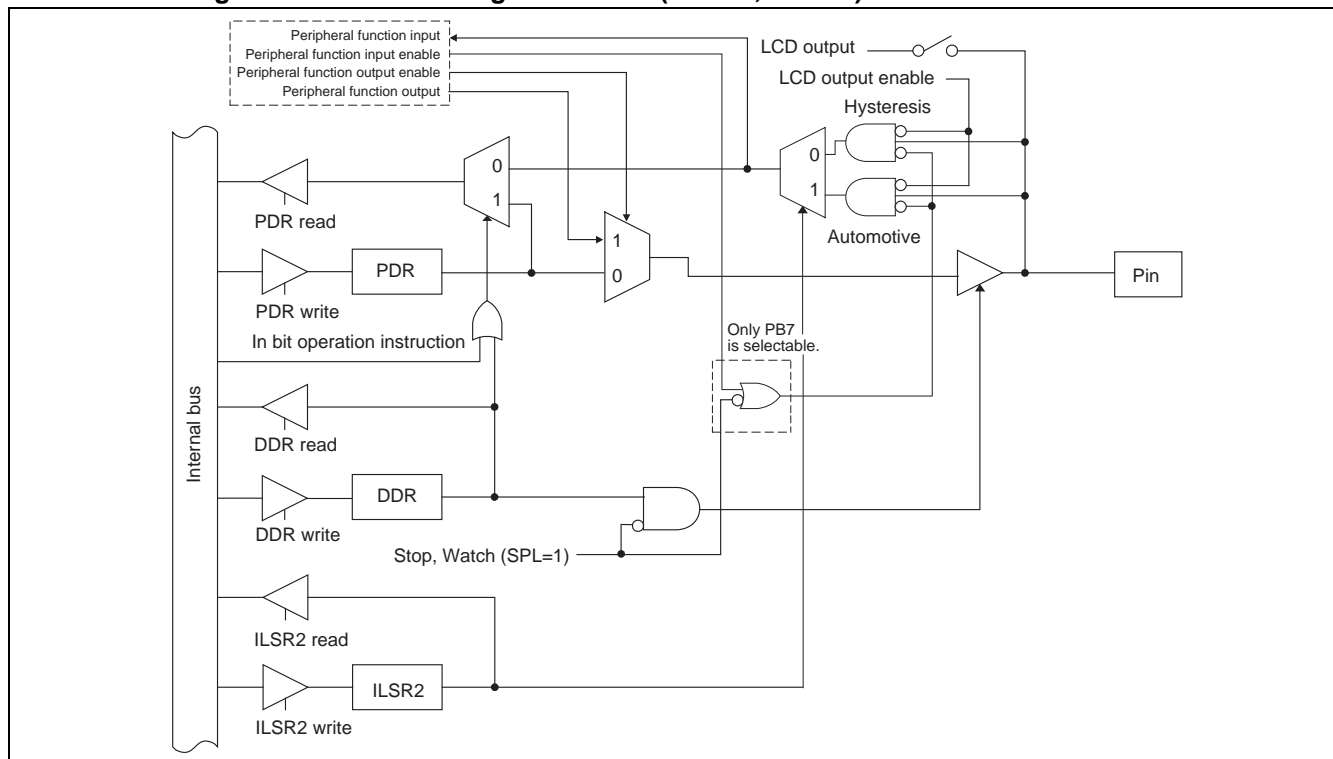 Peripheral function input
Peripheral function input enable
Peripheral function output enable
Peripheral function output
LCD output
LCD output enable
Hysteresis
0
1
0
1
Automotive
PDR read
1
0
PDR
Pin
PDR write
In bit operation instruction
Only PB7
is selectable.
Internal bus
DDR read
DDR
DDR write
Stop, Watch (SPL=1)
ILSR2 read
ILSR2
ILSR2 write